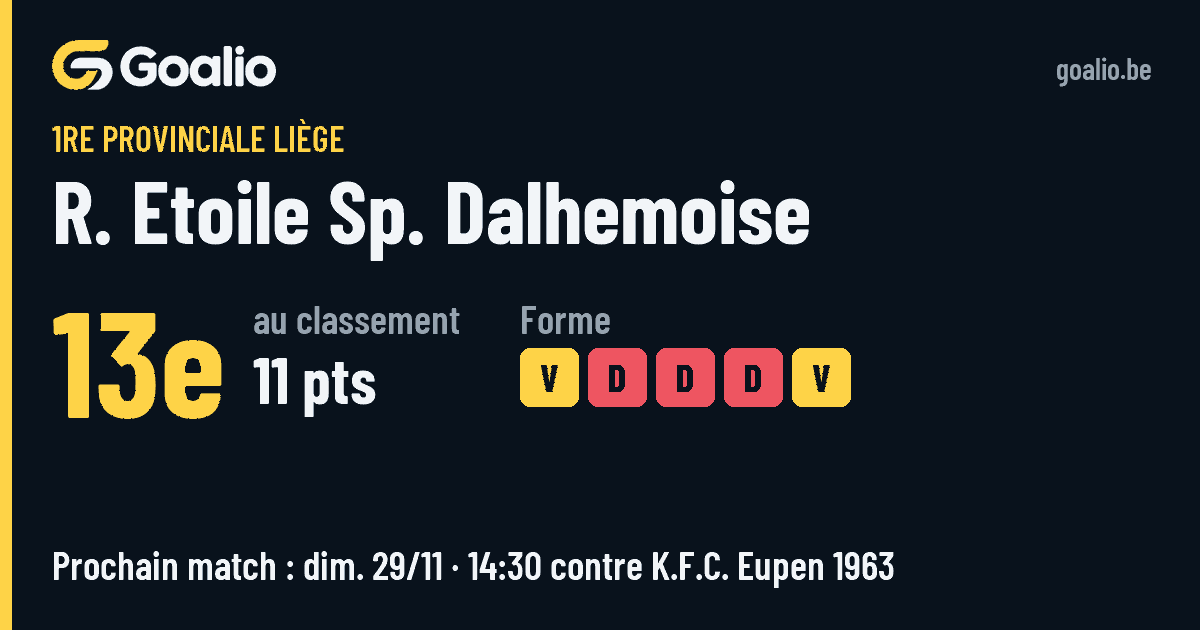 Goalio
goalio.be
1RE PROVINCIALE LIÈGE
R. Etoile Sp. Dalhemoise
13e
au classement
11 pts
Forme
V D D D V
Prochain match : dim. 29/11 · 14:30 contre K.F.C. Eupen 1963